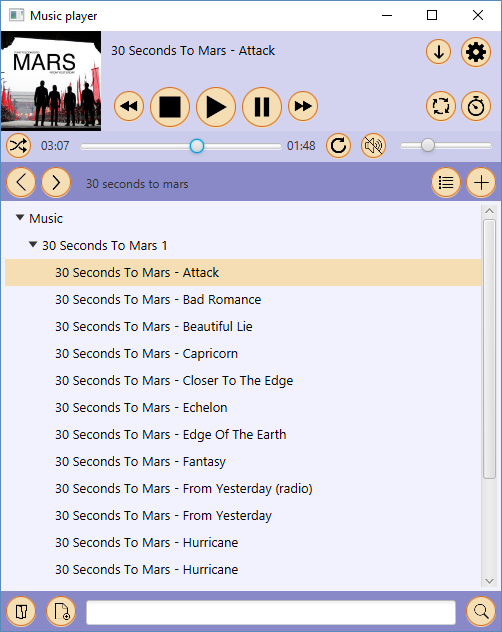 Music player
MARS
30 Seconds To Mars - Attack
03:07
01:48
30 seconds to mars
Music
30 Seconds To Mars 1
30 Seconds To Mars - Attack
30 Seconds To Mars - Bad Romance
30 Seconds To Mars - Beautiful Lie
30 Seconds To Mars - Capricorn
30 Seconds To Mars - Closer To The Edge
30 Seconds To Mars - Echelon
30 Seconds To Mars - Edge Of The Earth
30 Seconds To Mars - Fantasy
30 Seconds To Mars - From Yesterday (radio)
30 Seconds To Mars - From Yesterday
30 Seconds To Mars - Hurricane
30 Seconds To Mars - Hurricane